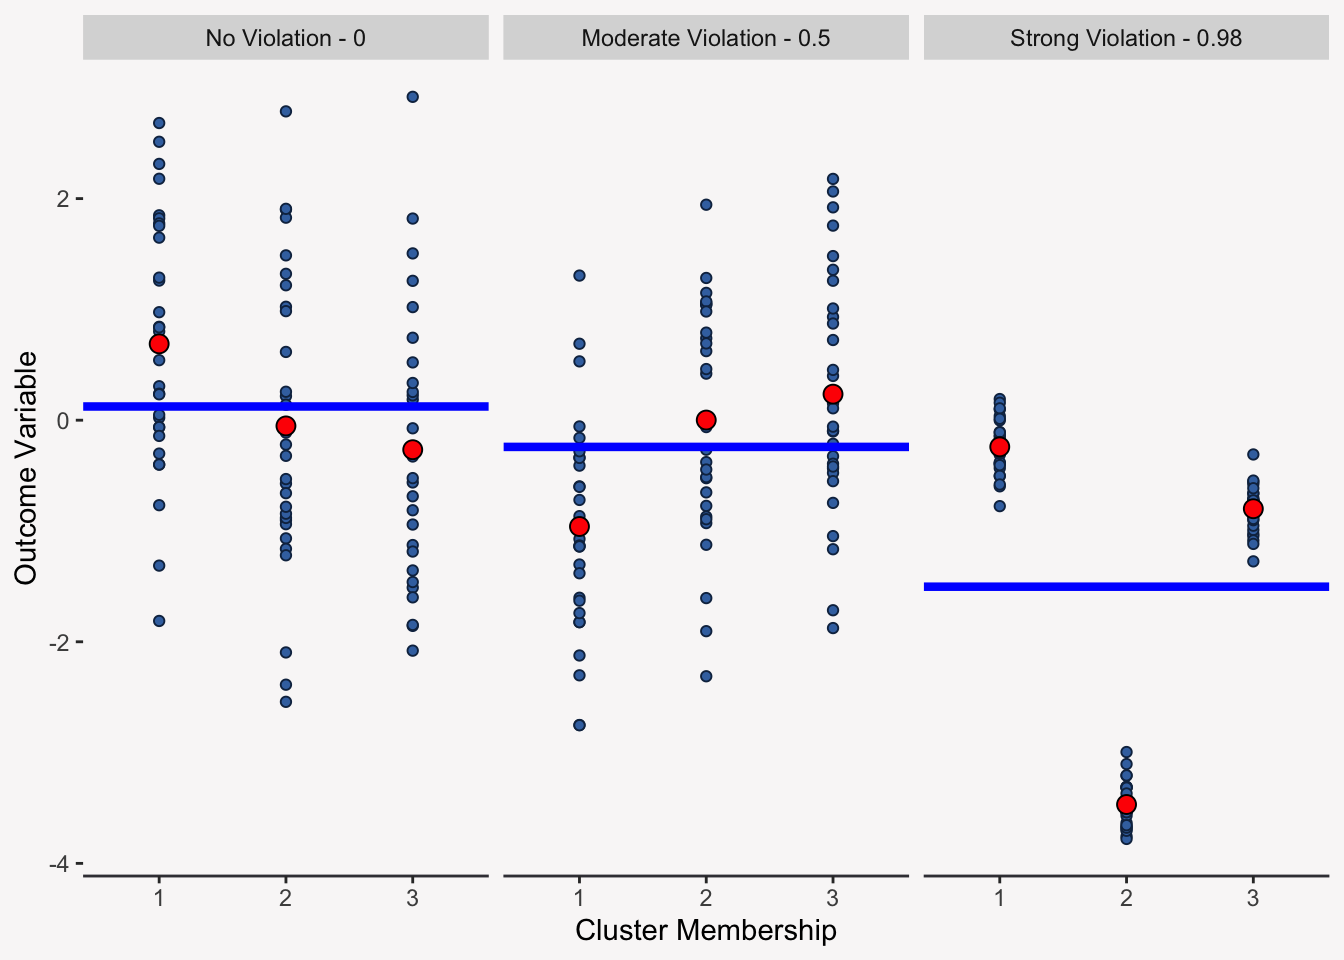 No Violation - 0
Moderate Violation - 0.5
Strong Violation - 0.98
Outcome Variable
2
0
-2
-4
1 2 3
1 2 3
1 2 3
Cluster Membership